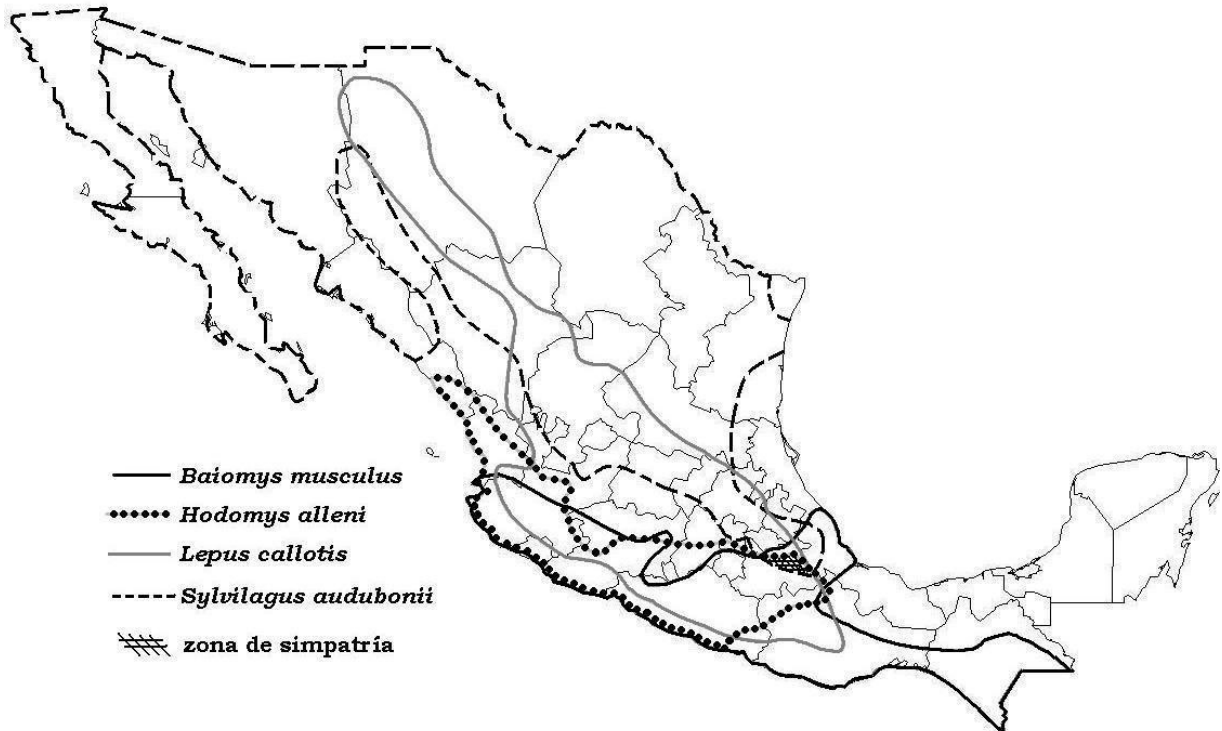 Baiomys musculus
Hodomys alleni
Lepus callotis
Sylvilagus audubonii
zona de simpatría